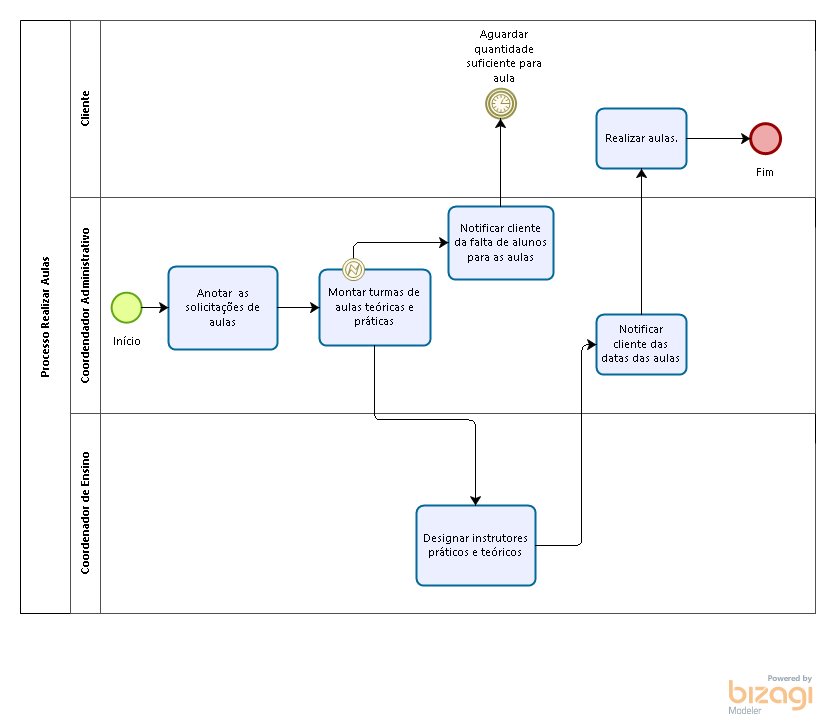 Processo Realizar Aulas
Cliente
Aguardar
quantidade
suficiente para
aula
Realizar aulas.
Fim
Coordendador Administrativo
Início
Anotar as
solicitações de
aulas
Montar turmas de
aulas teóricas e
práticas
Notificar cliente
da falta de alunos
para as aulas
Notificar
cliente das
datas das aulas
Coordenador de Ensino
Designar instrutores
práticos e teóricos
Powered by
bizagi
Modeler